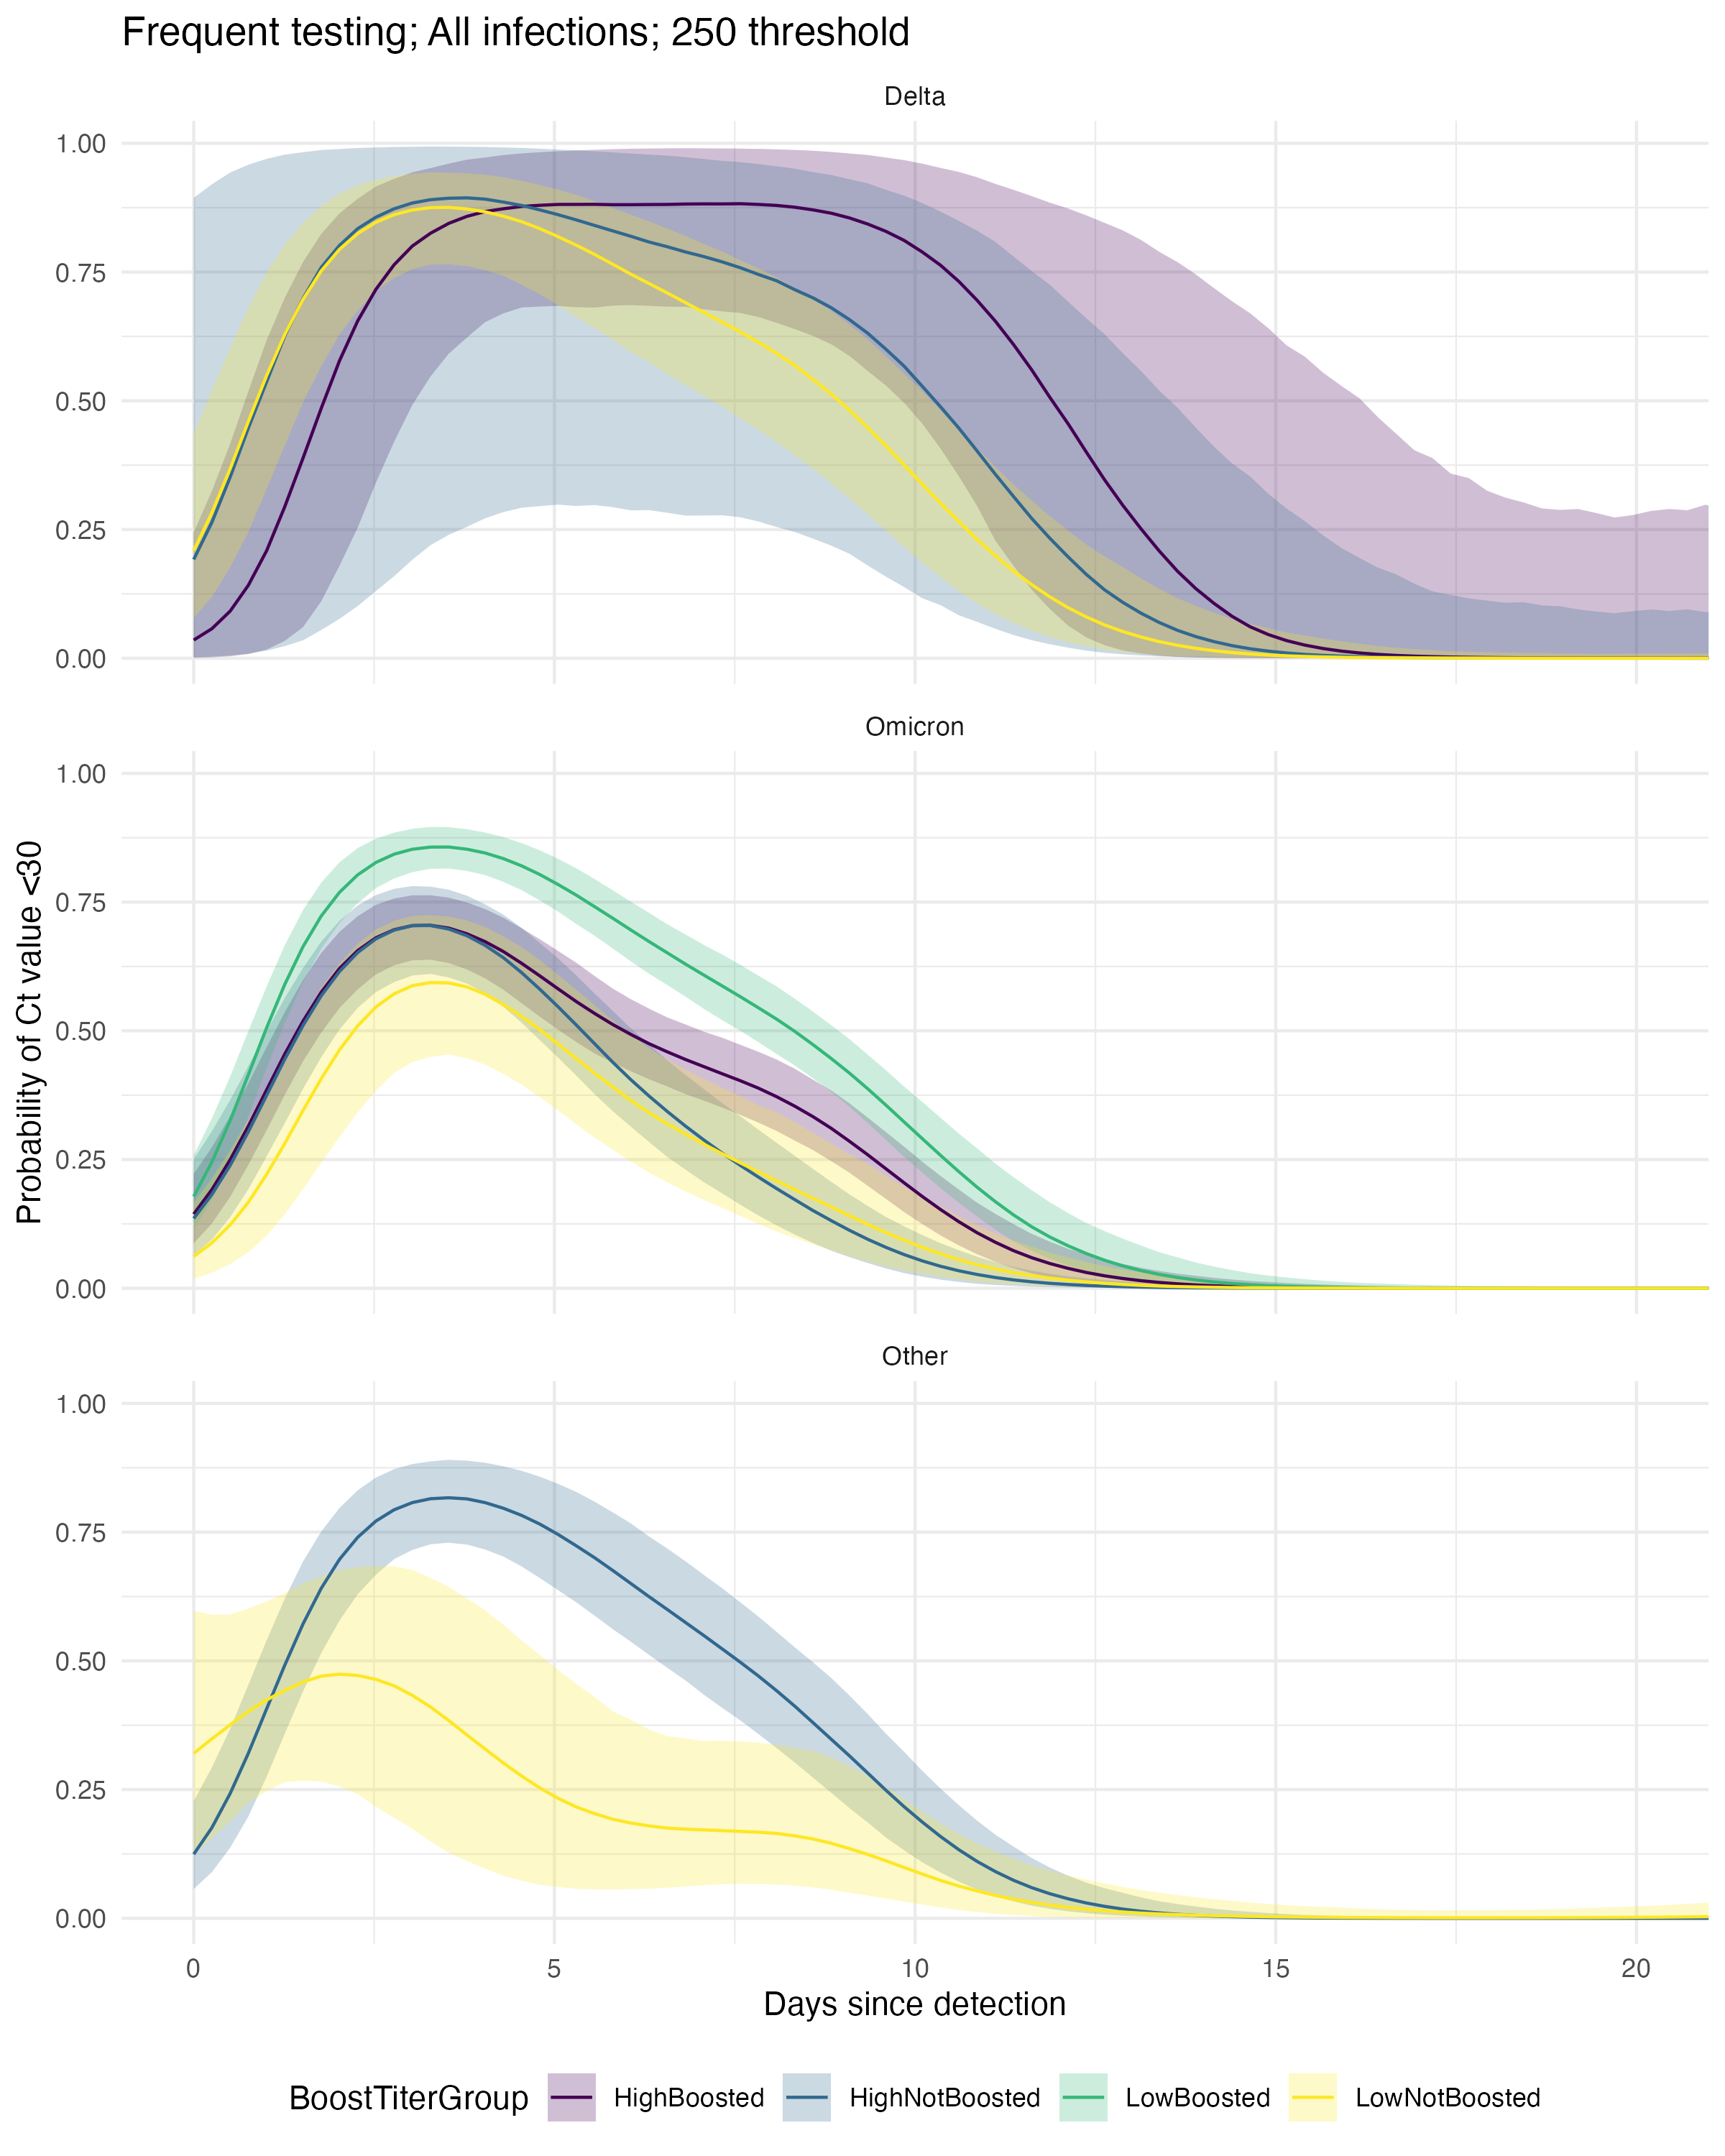 Frequent testing; All infections; 250 threshold
Delta
1.00
0.75
0.50
0.25
0.00
Omicron
1.00
0.75
0.50
0.25
0.00
Other
1.00
0.75
0.50
0.25
0.00
Probability of Ct value <30
0 5 10 15 20
Days since detection
BoostTiterGroup HighBoosted HighNotBoosted LowBoosted LowNotBoosted